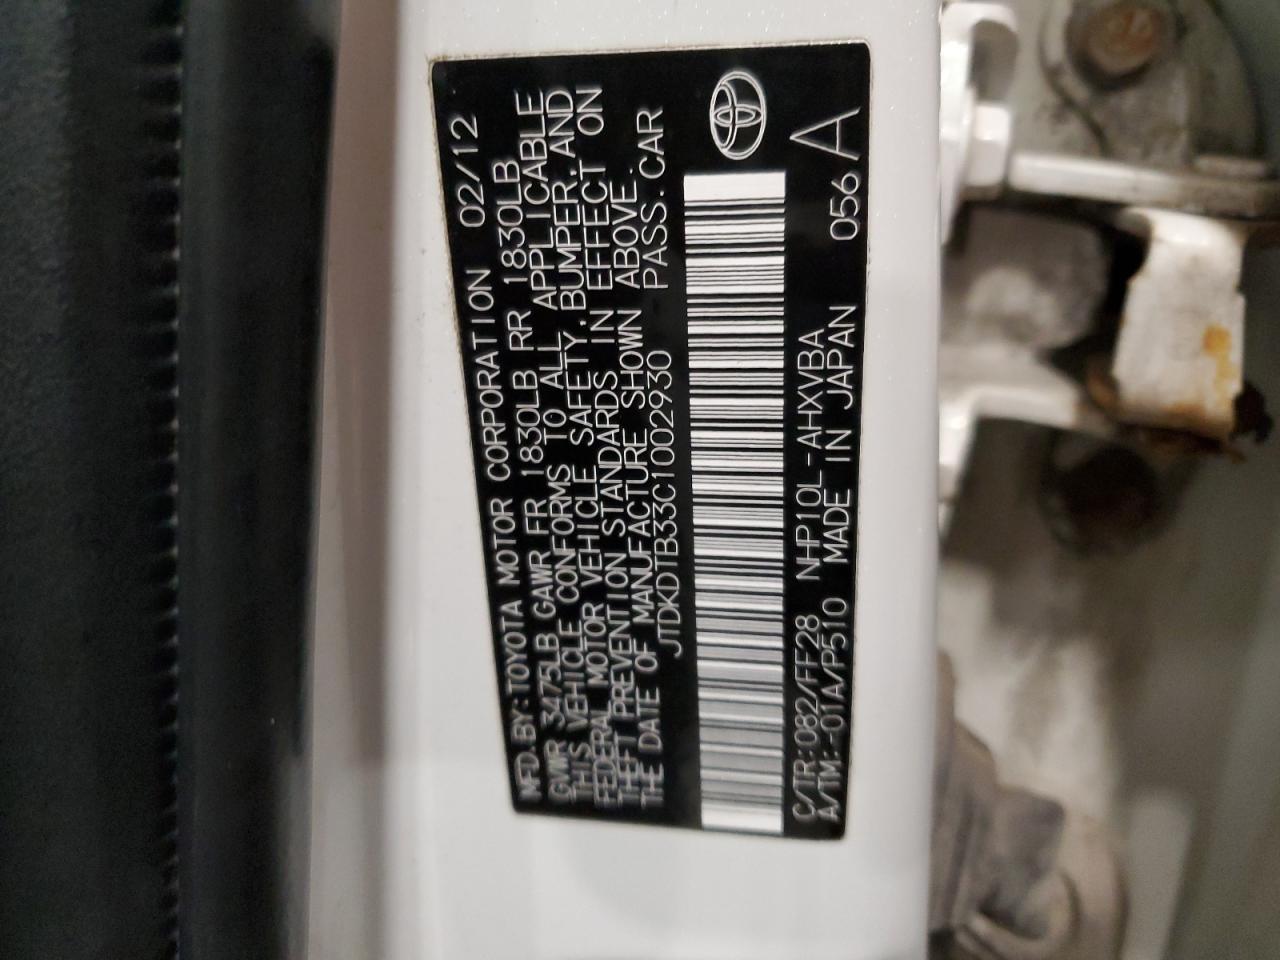 MFD.BY:TOYOTA MOTOR CORPORATION 02/12
GVWR 3475LB GAWR FR 1830LB RR 1830LB
THIS VEHICLE CONFORMS TO ALL APPLICABLE
FEDERAL MOTOR VEHICLE SAFETY,BUMPER,AND
THEFT PREVENTION STANDARDS IN EFFECT ON
THE DATE OF MANUFACTURE SHOWN ABOVE.
JTDKDTB33C1002930 PASS.CAR
C/TR:082/FF28 NHP10L-AHXVBA 056 A
A/TM:-01A/P510 MADE IN JAPAN